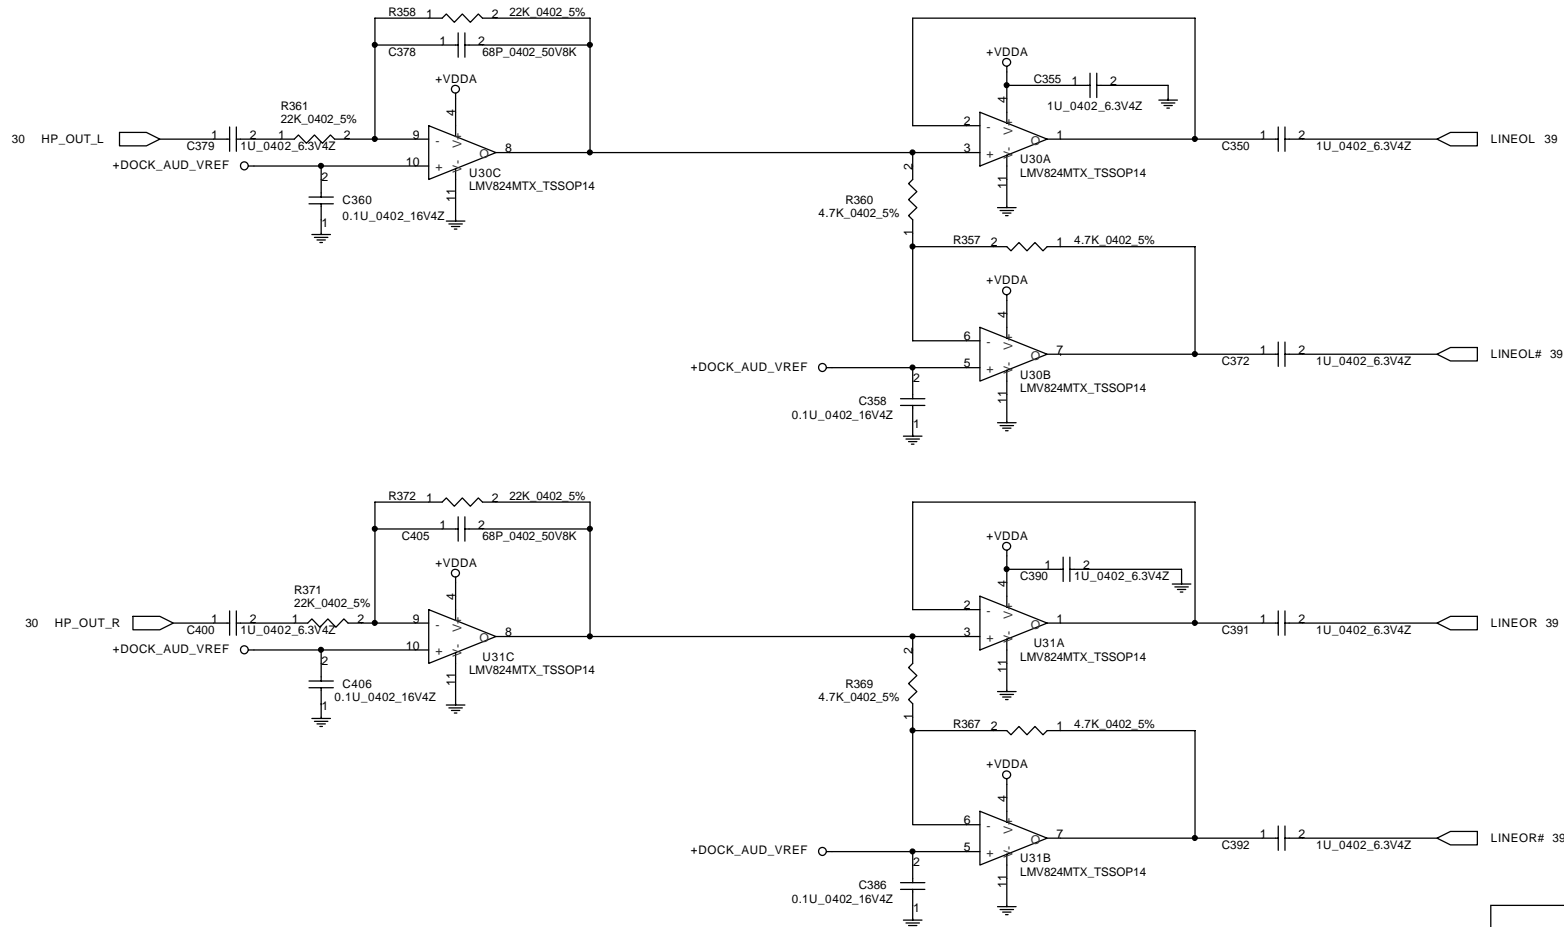 R358 1 2 22K_0402_5%
C378 1 2 68P_0402_50V8K
+VDDA
+VDDA
C355 1 2
1U_0402_6.3V4Z
R361
22K_0402_5%
4
4
30 HP_OUT_L 1 2 1 2 9 - V+ O 8
C379 1U_0402_6.3V4Z
2 - V+ O 1
1 2 LINEOL 39
C350 1U_0402_6.3V4Z
+DOCK_AUD_VREF 10 + V-
3 + V-
U30C
LMV824MTX_TSSOP14
U30A
LMV824MTX_TSSOP14
2
C360
0.1U_0402_16V4Z
1
11
11
2
R360
4.7K_0402_5%
1
R357 2 1 4.7K_0402_5%
+VDDA
4
6 - V+ O 7
1 2 LINEOL# 39
C372 1U_0402_6.3V4Z
+DOCK_AUD_VREF 5 + V-
U30B
LMV824MTX_TSSOP14
2
C358
0.1U_0402_16V4Z
1
11
R372 1 2 22K_0402_5%
C405 1 2 68P_0402_50V8K
+VDDA
+VDDA
C390 1 2
1U_0402_6.3V4Z
R371
22K_0402_5%
4
4
30 HP_OUT_R 1 2 1 2 9 - V+ O 8
C400 1U_0402_6.3V4Z
2 - V+ O 1
1 2 LINEOR 39
C391 1U_0402_6.3V4Z
+DOCK_AUD_VREF 10 + V-
3 + V-
U31C
LMV824MTX_TSSOP14
U31A
LMV824MTX_TSSOP14
2
C406
0.1U_0402_16V4Z
1
11
11
2
R369
4.7K_0402_5%
1
R367 2 1 4.7K_0402_5%
+VDDA
4
6 - V+ O 7
1 2 LINEOR# 39
C392 1U_0402_6.3V4Z
+DOCK_AUD_VREF 5 + V-
U31B
LMV824MTX_TSSOP14
2
C386
0.1U_0402_16V4Z
1
11